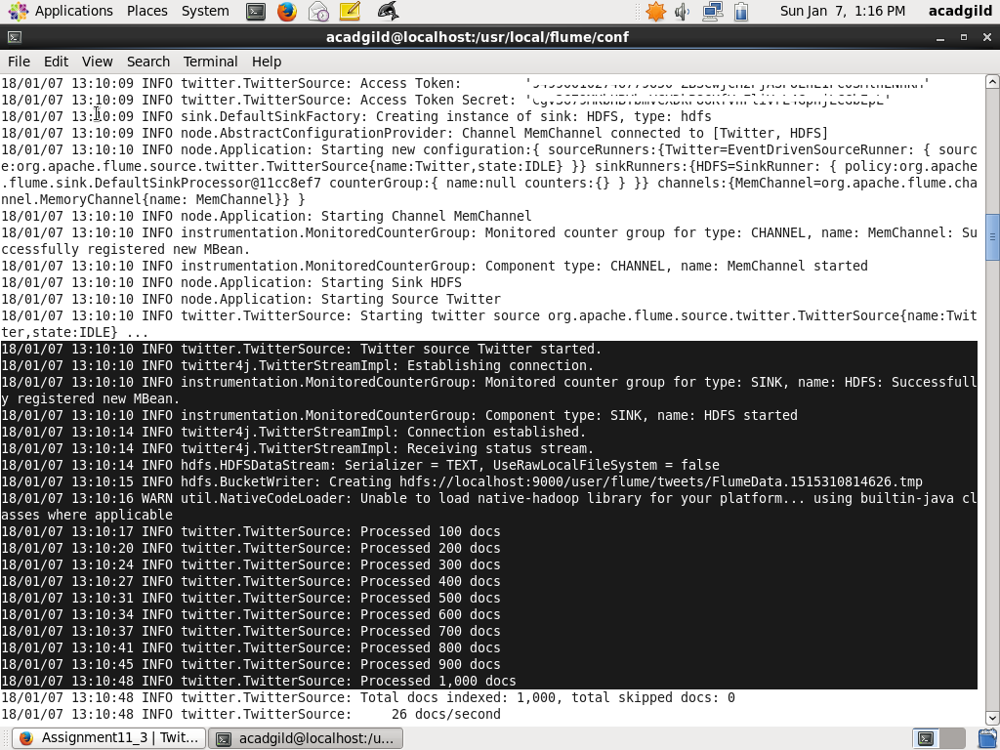 Applications Places System Sun Jan 7, 1:16 PM acadgild
acadgild@localhost:/usr/local/flume/conf
File Edit View Search Terminal Help
18/01/07 13:10:09 INFO twitter.TwitterSource: Access Token:
18/01/07 13:10:09 INFO twitter.TwitterSource: Access Token Secret:
18/01/07 13:10:09 INFO sink.DefaultSinkFactory: Creating instance of sink: HDFS, type: hdfs
18/01/07 13:10:09 INFO node.AbstractConfigurationProvider: Channel MemChannel connected to [Twitter, HDFS]
18/01/07 13:10:10 INFO node.Application: Starting new configuration:{ sourceRunners:{Twitter=EventDrivenSourceRunner: { sourc
e:org.apache.flume.source.twitter.TwitterSource{name:Twitter,state:IDLE} }} sinkRunners:{HDFS=SinkRunner: { policy:org.apache
.flume.sink.DefaultSinkProcessor@11cc8ef7 counterGroup:{ name:null counters:{} } }} channels:{MemChannel=org.apache.flume.cha
nnel.MemoryChannel{name: MemChannel}} }
18/01/07 13:10:10 INFO node.Application: Starting Channel MemChannel
18/01/07 13:10:10 INFO instrumentation.MonitoredCounterGroup: Monitored counter group for type: CHANNEL, name: MemChannel: Su
ccessfully registered new MBean.
18/01/07 13:10:10 INFO instrumentation.MonitoredCounterGroup: Component type: CHANNEL, name: MemChannel started
18/01/07 13:10:10 INFO node.Application: Starting Sink HDFS
18/01/07 13:10:10 INFO node.Application: Starting Source Twitter
18/01/07 13:10:10 INFO twitter.TwitterSource: Starting twitter source org.apache.flume.source.twitter.TwitterSource{name:Twit
ter,state:IDLE} ...
18/01/07 13:10:10 INFO twitter.TwitterSource: Twitter source Twitter started.
18/01/07 13:10:10 INFO twitter4j.TwitterStreamImpl: Establishing connection.
18/01/07 13:10:10 INFO instrumentation.MonitoredCounterGroup: Monitored counter group for type: SINK, name: HDFS: Successfull
y registered new MBean.
18/01/07 13:10:10 INFO instrumentation.MonitoredCounterGroup: Component type: SINK, name: HDFS started
18/01/07 13:10:14 INFO twitter4j.TwitterStreamImpl: Connection established.
18/01/07 13:10:14 INFO twitter4j.TwitterStreamImpl: Receiving status stream.
18/01/07 13:10:14 INFO hdfs.HDFSDataStream: Serializer = TEXT, UseRawLocalFileSystem = false
18/01/07 13:10:15 INFO hdfs.BucketWriter: Creating hdfs://localhost:9000/user/flume/tweets/FlumeData.1515310814626.tmp
18/01/07 13:10:16 WARN util.NativeCodeLoader: Unable to load native-hadoop library for your platform... using builtin-java cl
asses where applicable
18/01/07 13:10:17 INFO twitter.TwitterSource: Processed 100 docs
18/01/07 13:10:20 INFO twitter.TwitterSource: Processed 200 docs
18/01/07 13:10:24 INFO twitter.TwitterSource: Processed 300 docs
18/01/07 13:10:27 INFO twitter.TwitterSource: Processed 400 docs
18/01/07 13:10:31 INFO twitter.TwitterSource: Processed 500 docs
18/01/07 13:10:34 INFO twitter.TwitterSource: Processed 600 docs
18/01/07 13:10:37 INFO twitter.TwitterSource: Processed 700 docs
18/01/07 13:10:41 INFO twitter.TwitterSource: Processed 800 docs
18/01/07 13:10:45 INFO twitter.TwitterSource: Processed 900 docs
18/01/07 13:10:48 INFO twitter.TwitterSource: Processed 1,000 docs
18/01/07 13:10:48 INFO twitter.TwitterSource: Total docs indexed: 1,000, total skipped docs: 0
18/01/07 13:10:48 INFO twitter.TwitterSource: 26 docs/second
Assignment11_3 | Twit... acadgild@localhost:/u...